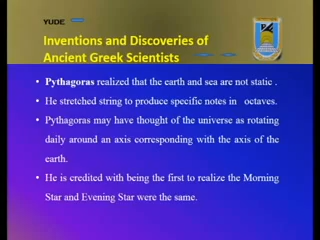 YUDE
Inventions and Discoveries of
Ancient Greek Scientists
• Pythagoras realized that the earth and sea are not static .
• He stretched string to produce specific notes in octaves.
• Pythagoras may have thought of the universe as rotating
daily around an axis corresponding with the axis of the
earth.
• He is credited with being the first to realize the Morning
Star and Evening Star were the same.